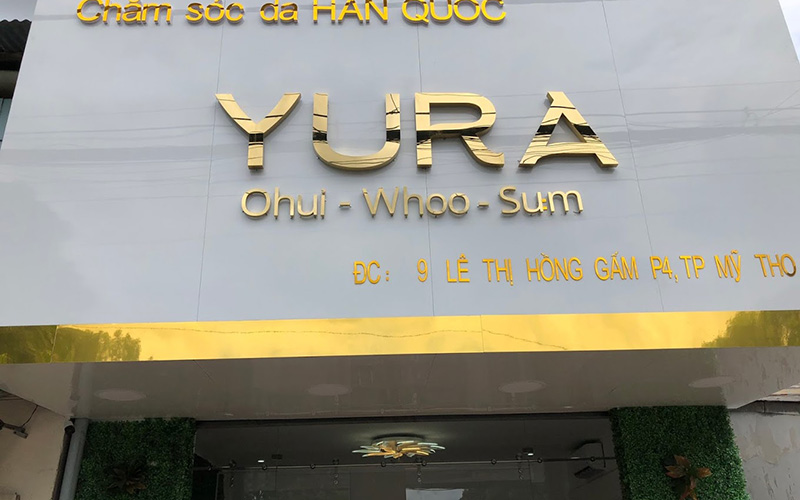 Chăm sóc da HÀN QUỐC
YURA
Ohui - Whoo - Sum
ĐC: 9 LÊ THỊ HỒNG GẤM P4, TP MỸ THO